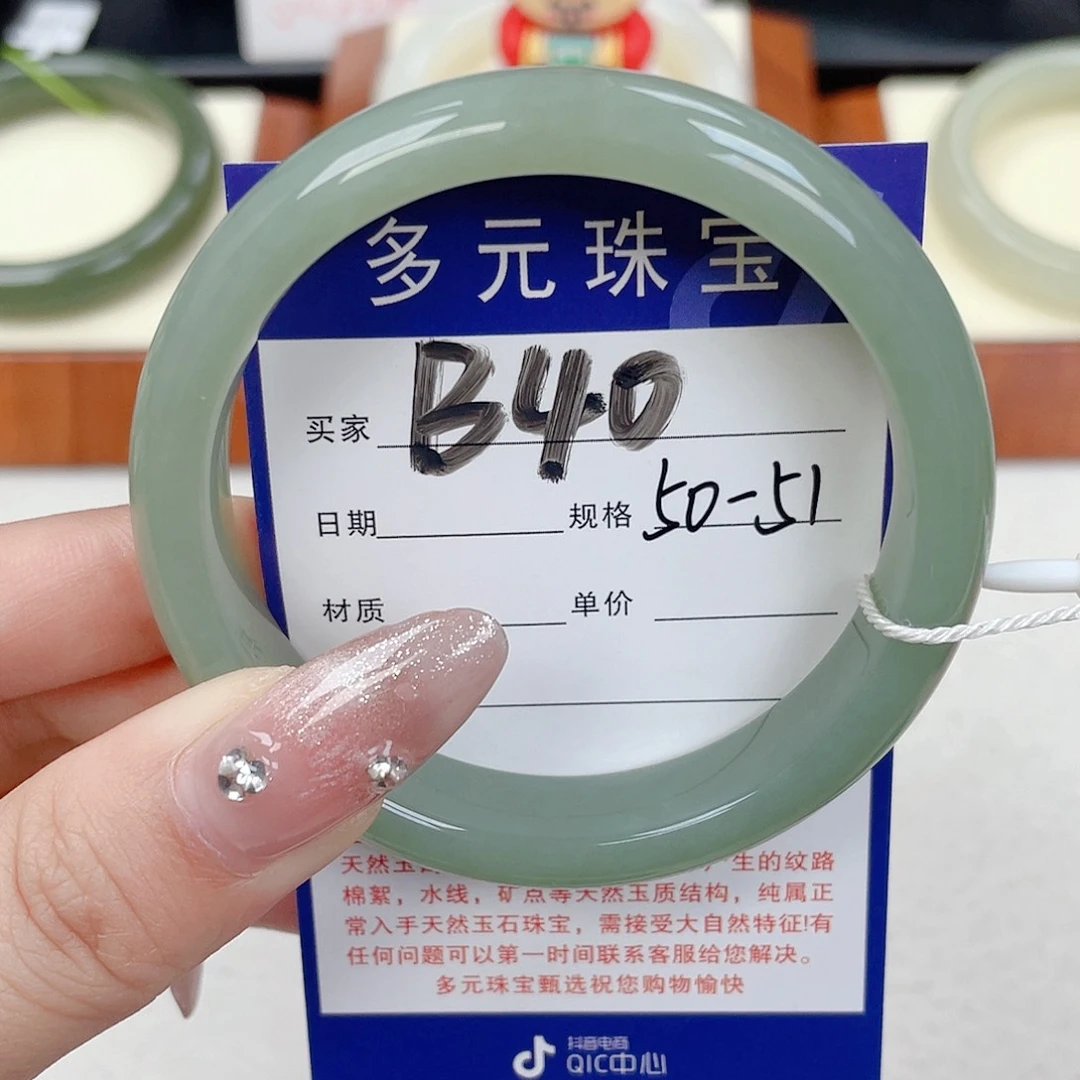 多元珠宝
买家 B40
日期 规格 50-51
材质 单价
天然玉 生的纹路
棉絮，水线，矿点等天然玉质结构，纯属正
常入手天然玉石珠宝，需接受大自然特征!有
任何问题可以第一时间联系客服给您解决。
多元珠宝甄选祝您购物愉快
抖音电商
QIC中心